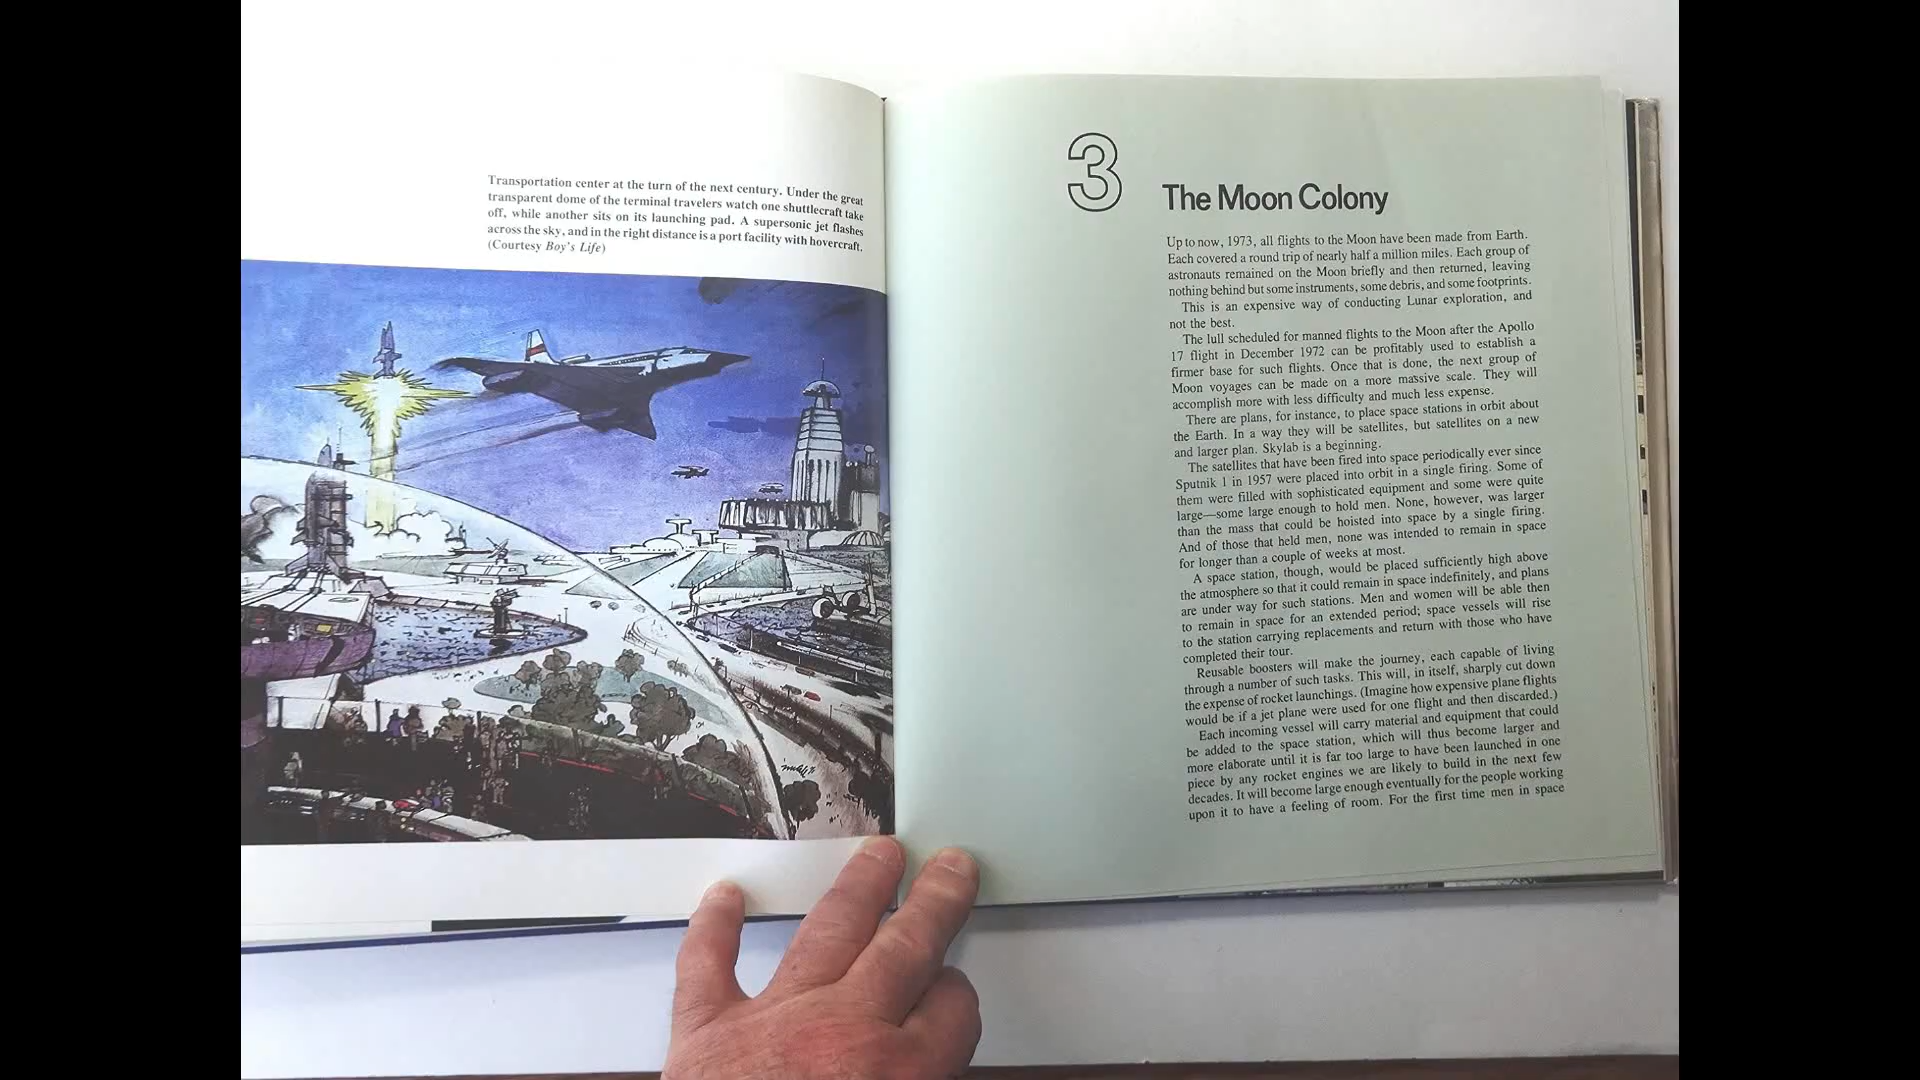 Transportation center at the turn of the next century. Under the great
transparent dome of the terminal travelers watch one shuttlecraft take
off, while another sits on its launching pad. A supersonic jet flashes
across the sky, and in the right distance is a port facility with hovercraft.
(Courtesy Boy's Life)
3
The Moon Colony
Up to now, 1973, all flights to the Moon have been made from Earth.
Each covered a round trip of nearly half a million miles. Each group of
astronauts remained on the Moon briefly and then returned, leaving
nothing behind but some instruments, some debris, and some footprints.
This is an expensive way of conducting Lunar exploration, and
not the best.
The lull scheduled for manned flights to the Moon after the Apollo
17 flight in December 1972 can be profitably used to establish a
firmer base for such flights. Once that is done, the next group of
Moon voyages can be made on a more massive scale. They will
accomplish more with less difficulty and much less expense.
There are plans, for instance, to place space stations in orbit about
the Earth. In a way they will be satellites, but satellites on a new
and larger plan. Skylab is a beginning.
The satellites that have been fired into space periodically ever since
Sputnik 1 in 1957 were placed into orbit in a single firing. Some of
them were filled with sophisticated equipment and some were quite
large—some large enough to hold men. None, however, was larger
than the mass that could be hoisted into space by a single firing.
And of those that held men, none was intended to remain in space
for longer than a couple of weeks at most.
A space station, though, would be placed sufficiently high above
the atmosphere so that it could remain in space indefinitely, and plans
are under way for such stations. Men and women will be able then
to remain in space for an extended period; space vessels will rise
to the station carrying replacements and return with those who have
completed their tour.
Reusable boosters will make the journey, each capable of living
through a number of such tasks. This will, in itself, sharply cut down
the expense of rocket launchings. (Imagine how expensive plane flights
would be if a jet plane were used for one flight and then discarded.)
Each incoming vessel will carry material and equipment that could
be added to the space station, which will thus become larger and
more elaborate until it is far too large to have been launched in one
piece by any rocket engines we are likely to build in the next few
decades. It will become large enough eventually for the people working
upon it to have a feeling of room. For the first time men in space